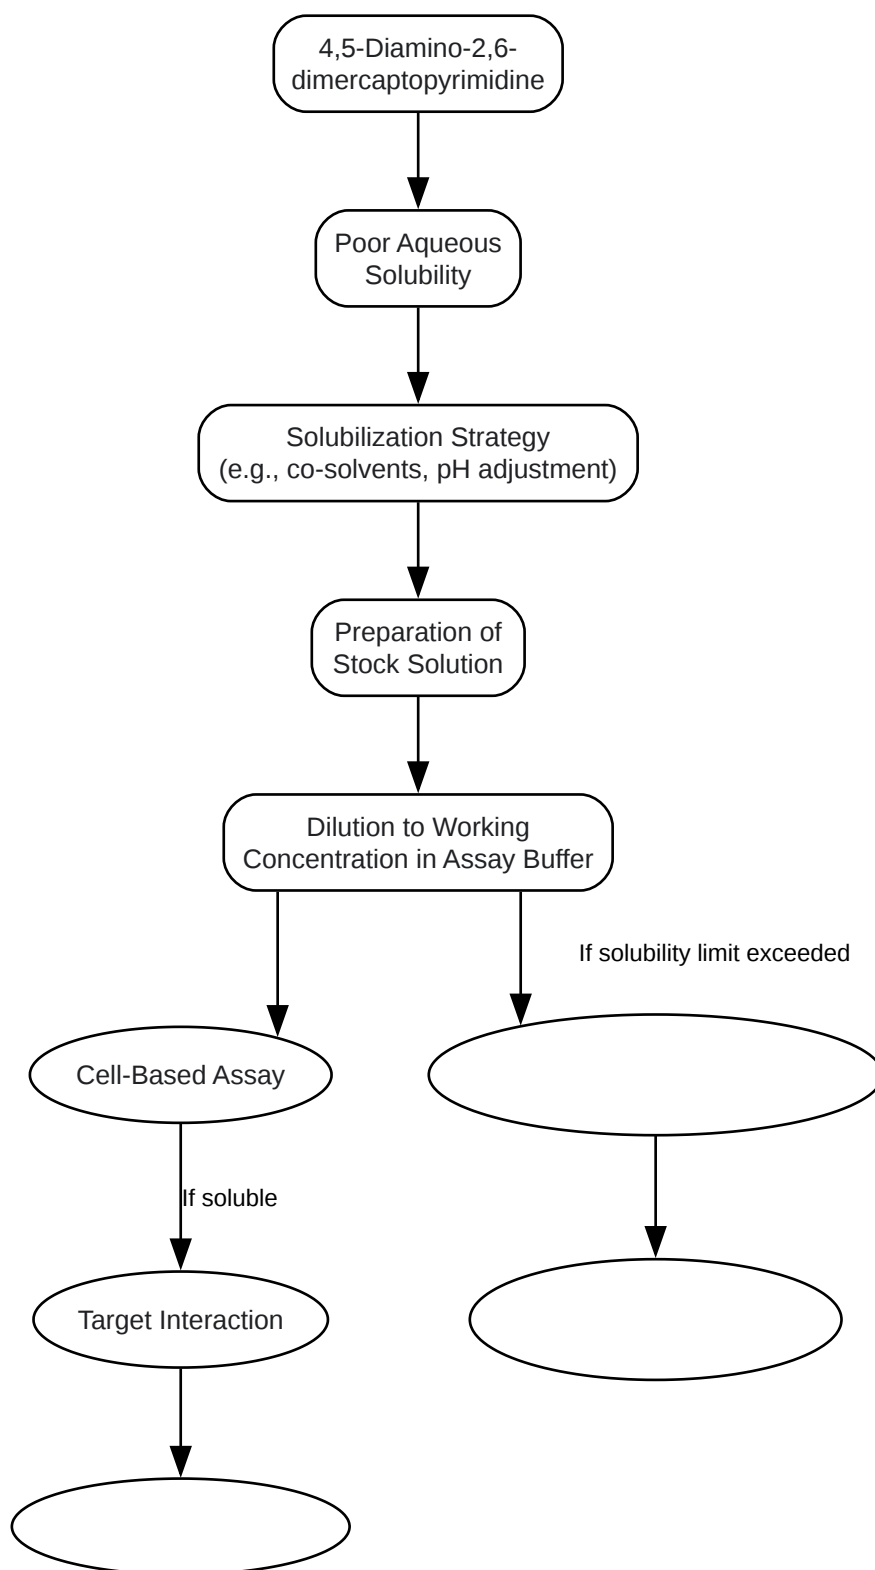 4,5-Diamino-2,6-
dimercaptopyrimidine
Poor Aqueous
Solubility
Solubilization Strategy
(e.g., co-solvents, pH adjustment)
Preparation of
Stock Solution
Dilution to Working
Concentration in Assay Buffer
If solubility limit exceeded
Cell-Based Assay
If soluble
Target Interaction